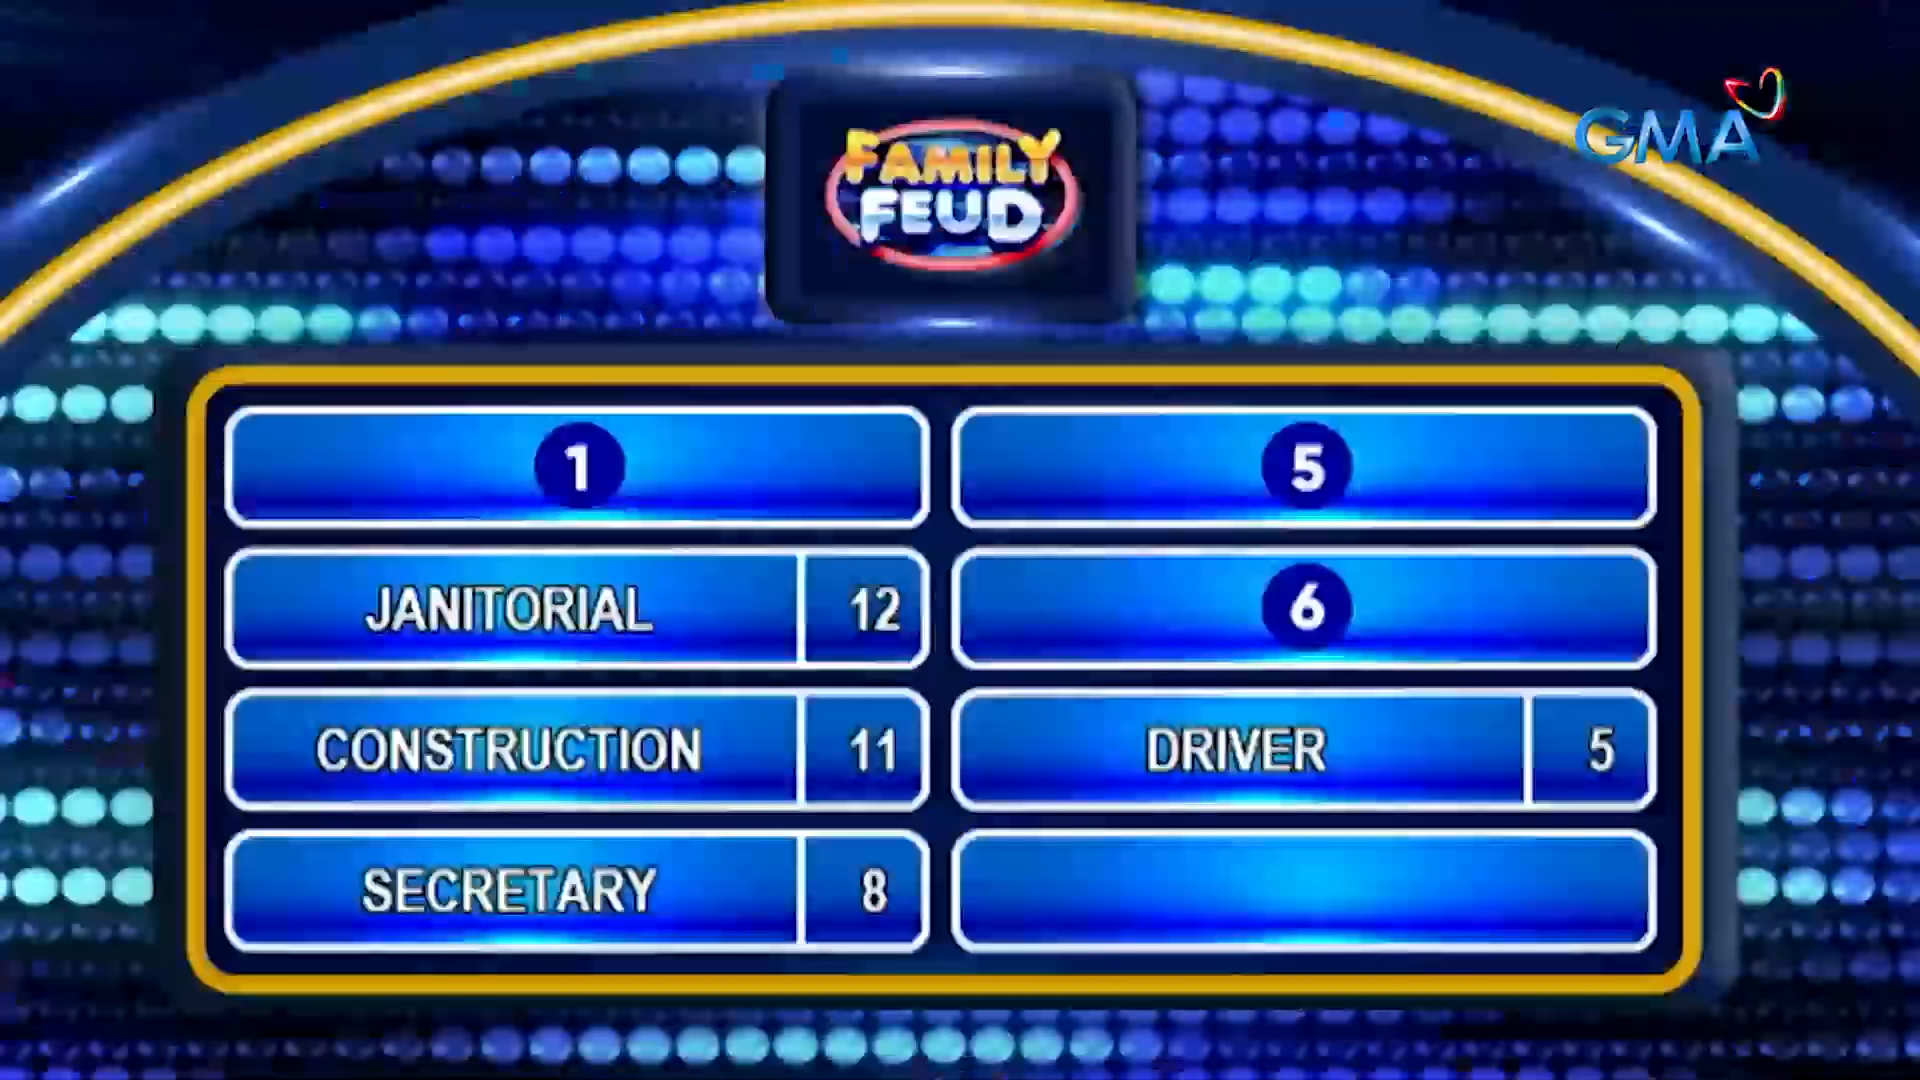 FAMILY
FEUD
GMA
1
JANITORIAL 12
CONSTRUCTION 11
SECRETARY 8
5
6
DRIVER 5